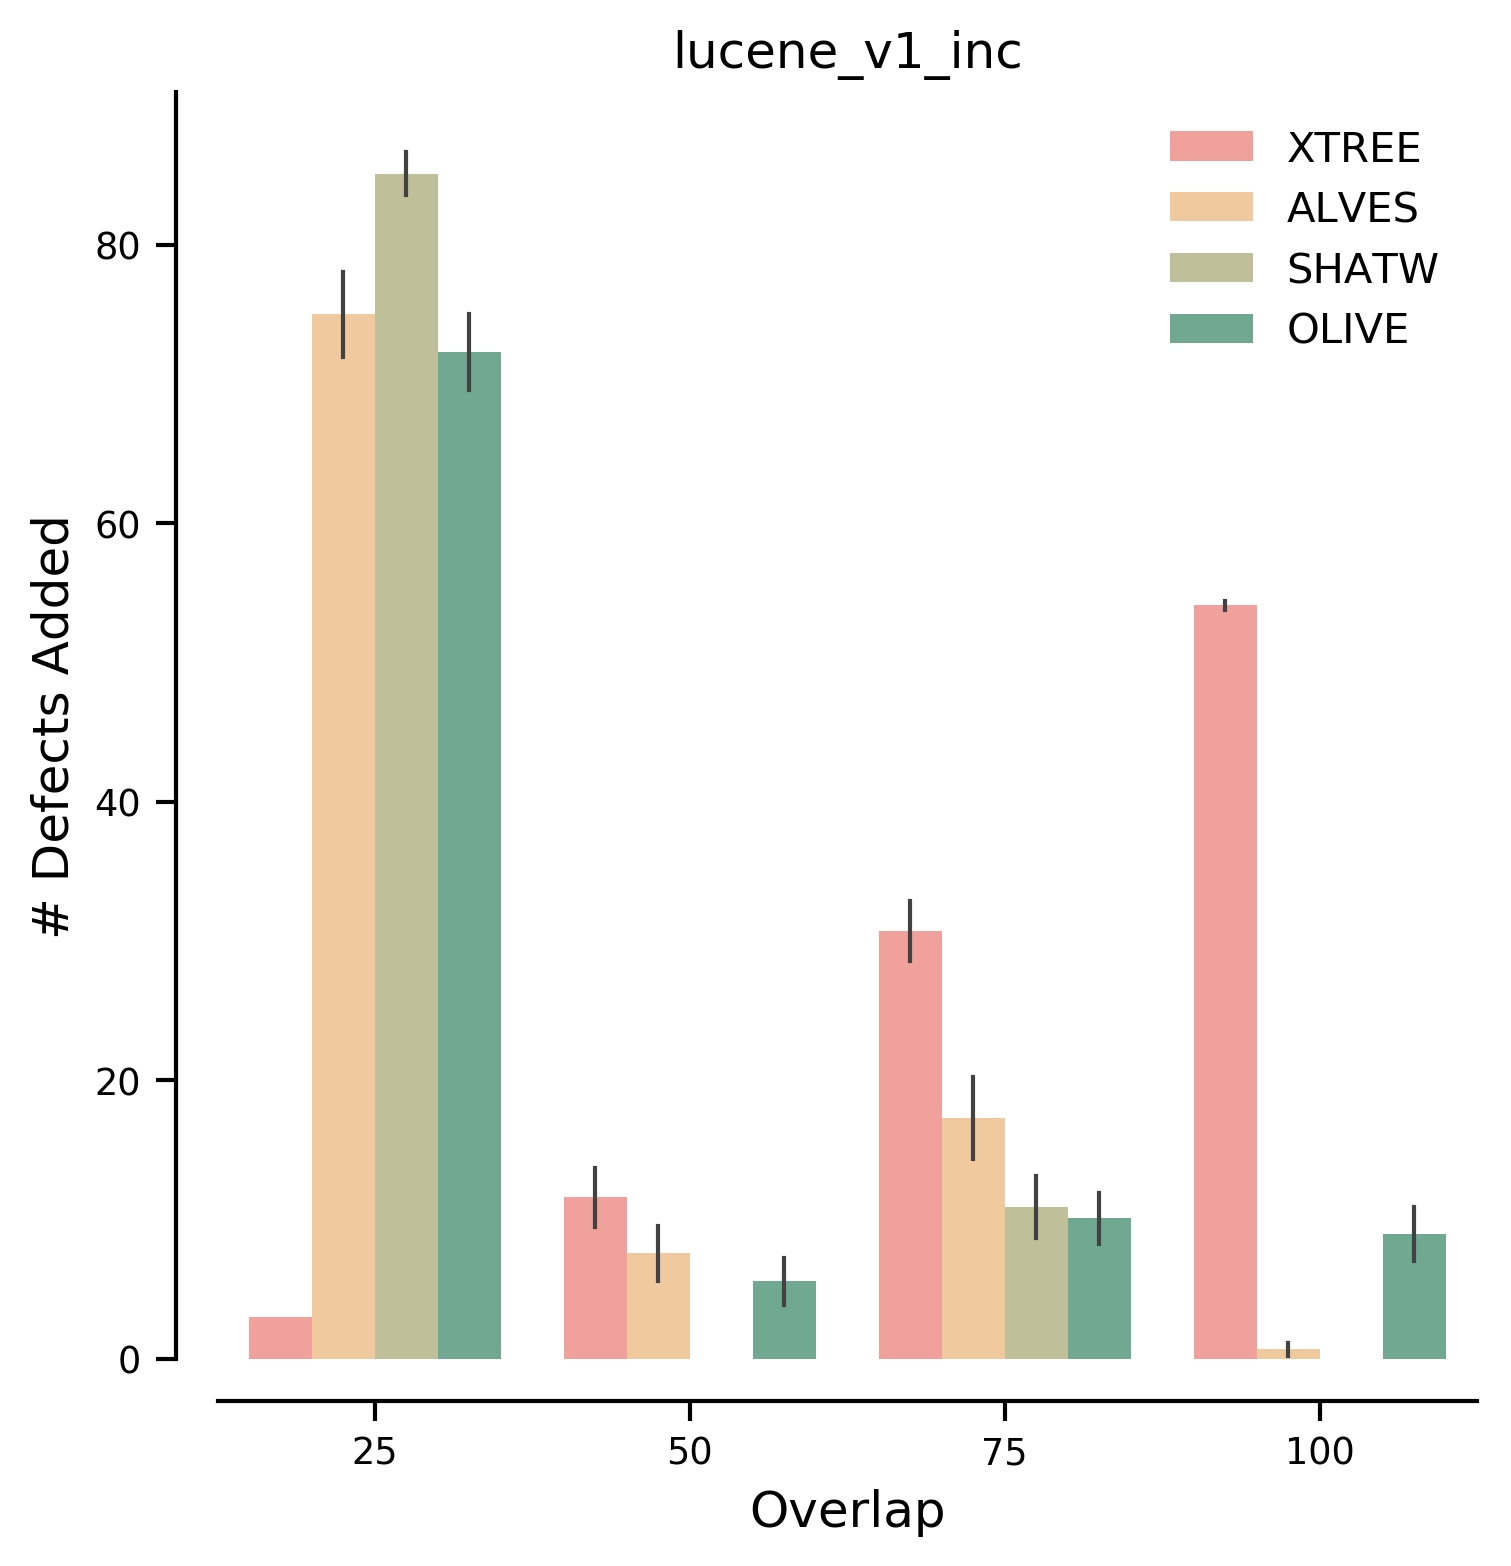 lucene_v1_inc
XTREE
ALVES
SHATW
OLIVE
# Defects Added
80
60
40
20
0
25 50 75 100
Overlap